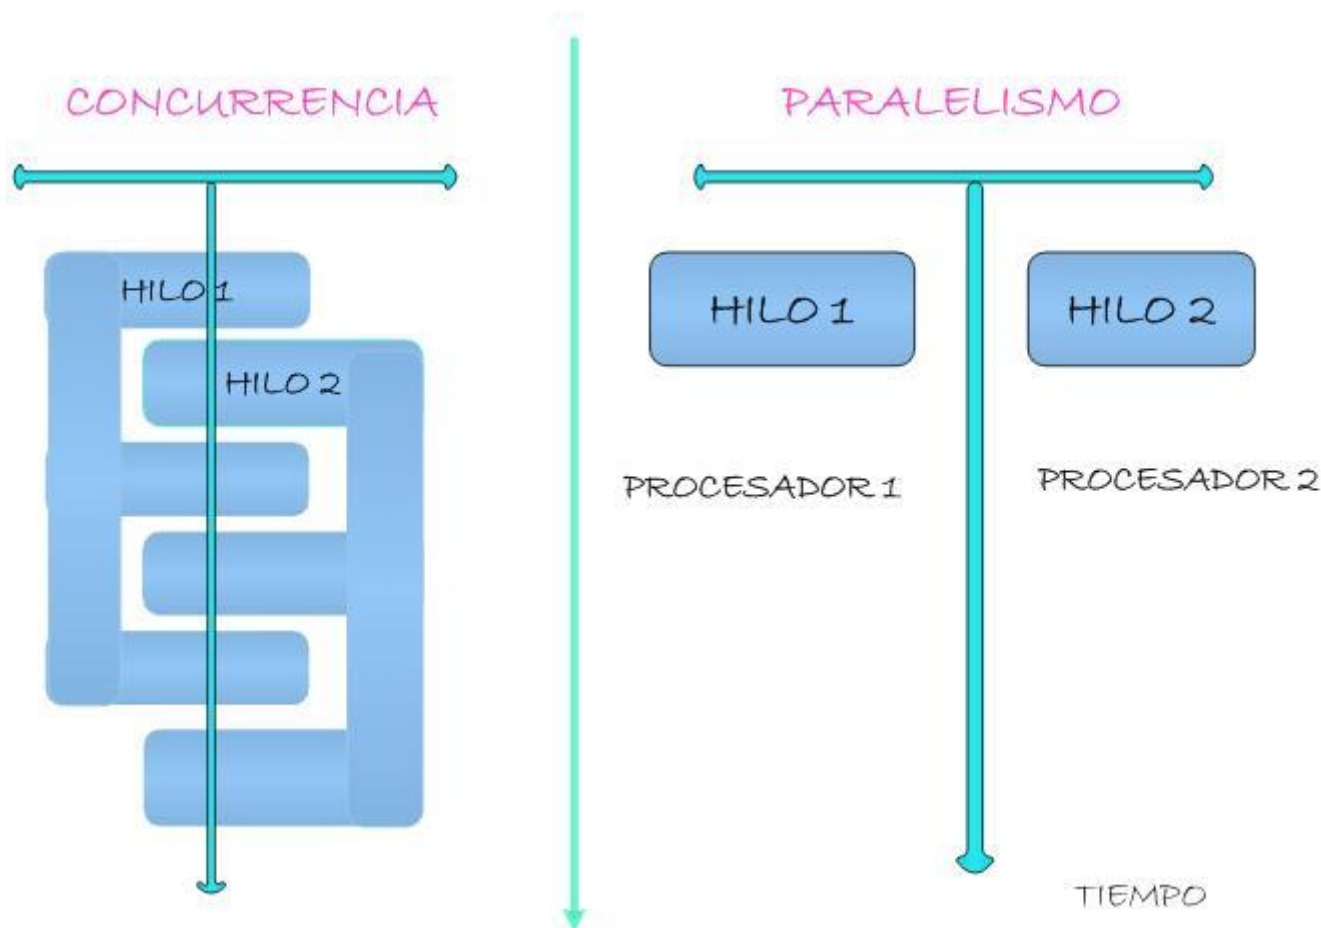 CONCURRENCIA
HILO 1
HILO 2
PARALELISMO
HILO 1
HILO 2
PROCESADOR 1
PROCESADOR 2
TIEMPO